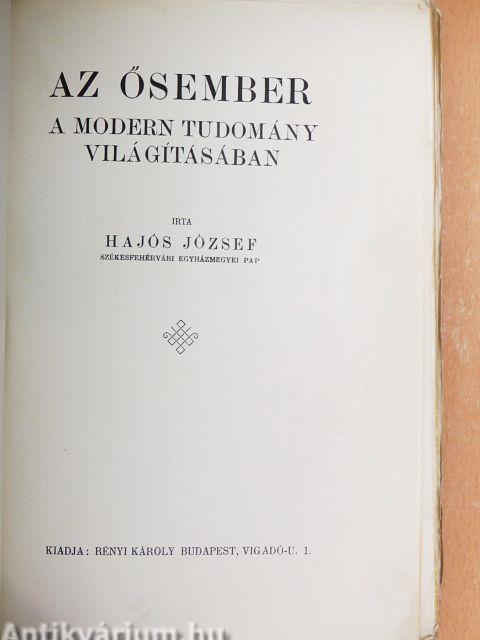 AZ ŐSEMBER
A MODERN TUDOMÁNY
VILÁGÍTÁSÁBAN
IRTA
HAJÓS JÓZSEF
SZÉKESFEHÉRVÁRI EGYHÁZMEGYEI PAP
KIADJA: RÉNYI KÁROLY BUDAPEST, VIGADÓ-U. 1.
Antikvárium.hu